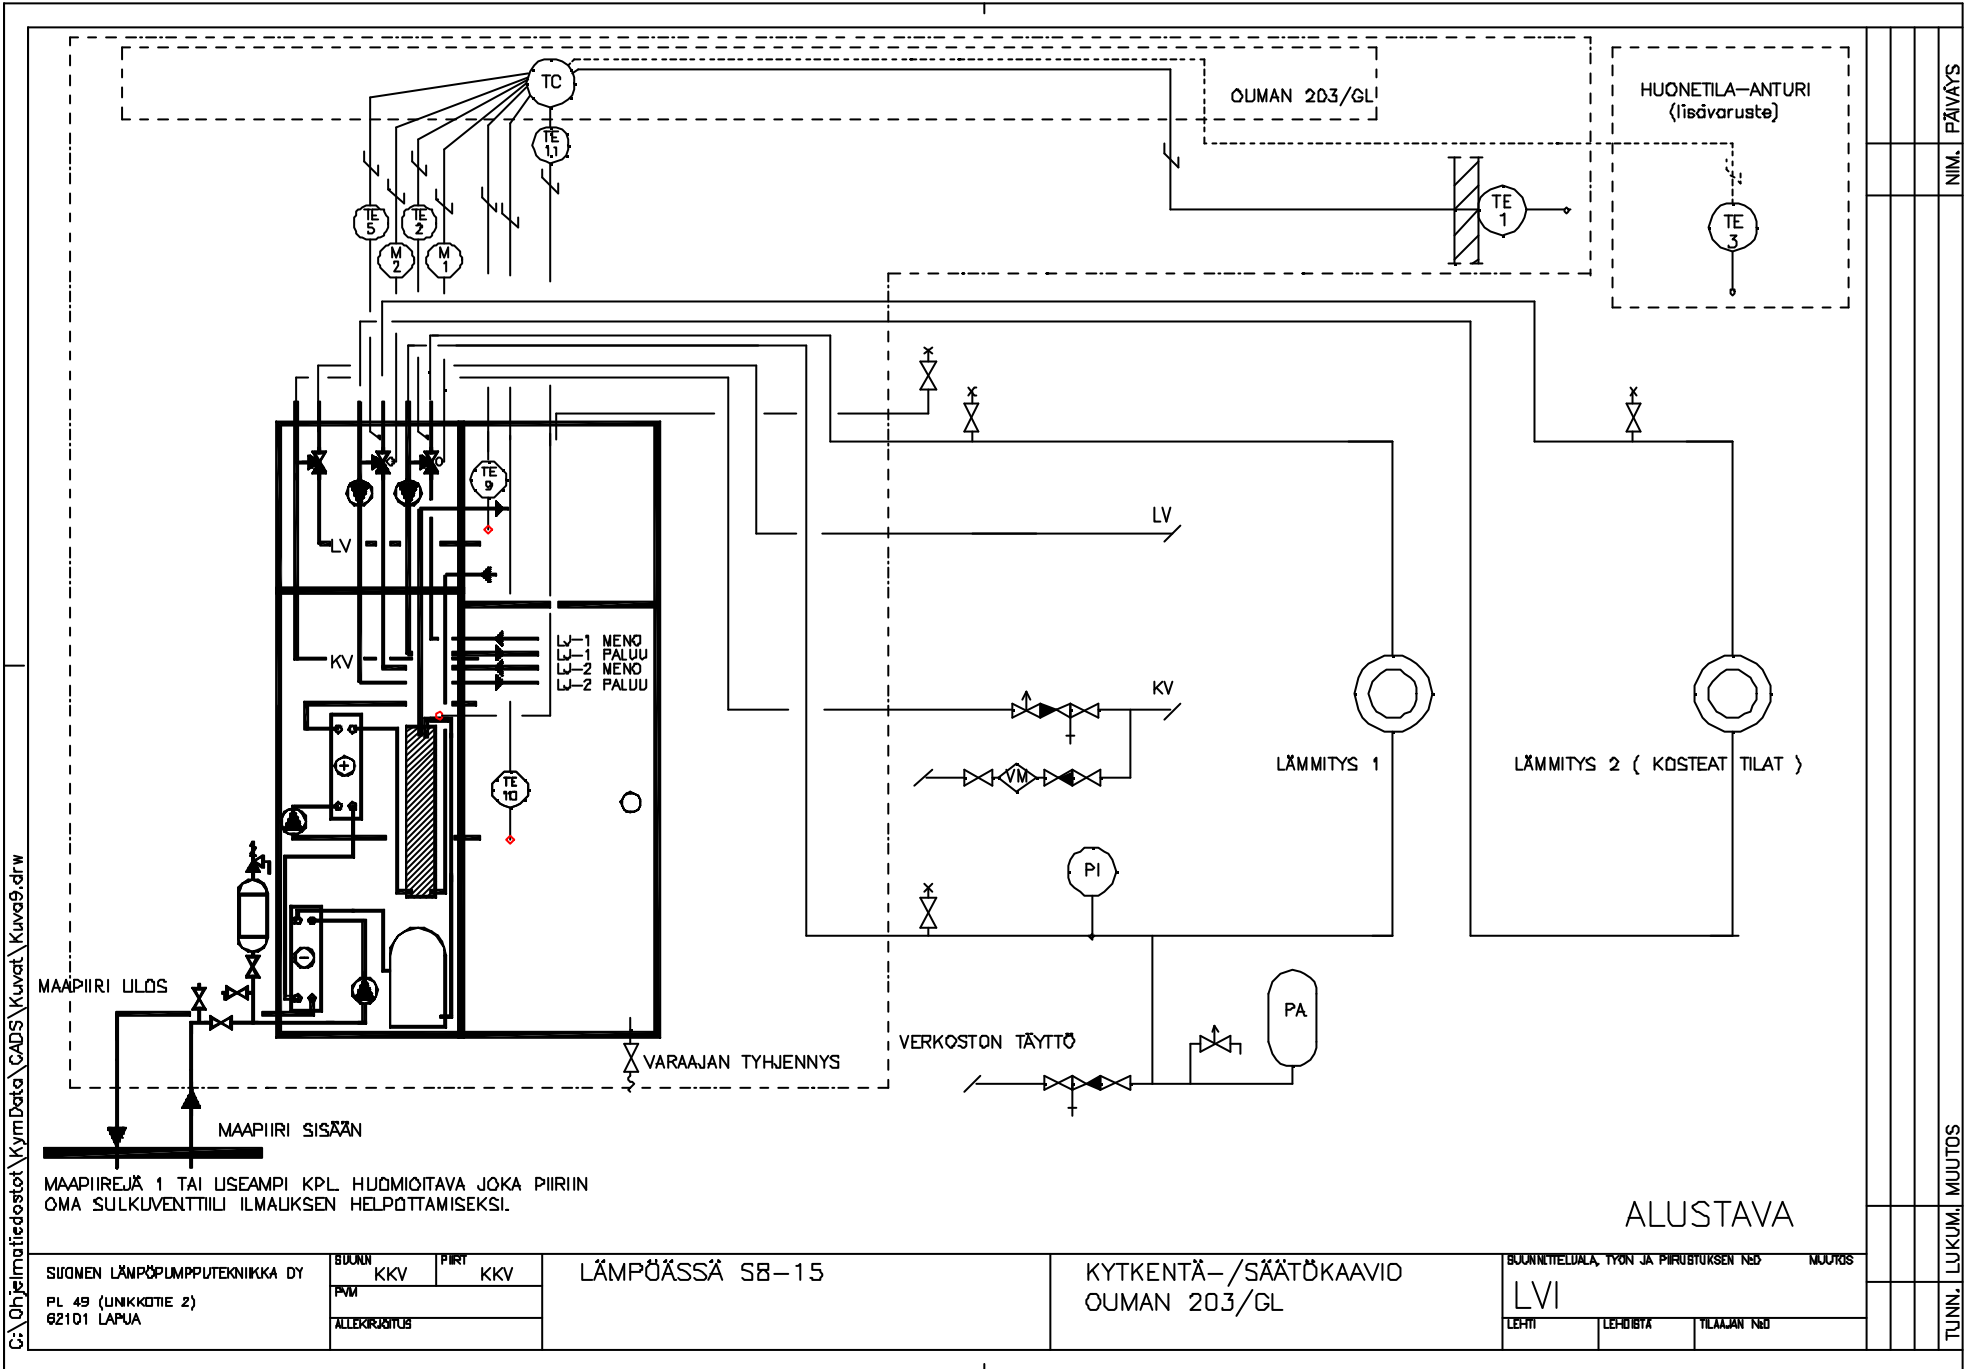 TC
OUMAN 203/GL
HUONETILA-ANTURI
(lisävaruste)
TE
1.1
TE
5
TE
2
M
2
M
1
TE
1
TE
3
TE
9
LV
LV
LJ-1 MENO
LJ-1 PALUU
LJ-2 MENO
LJ-2 PALUU
KV
KV
LÄMMITYS 1
LÄMMITYS 2 ( KOSTEAT TILAT )
+
TE
10
VM
PI
-
MAAPIIRI ULOS
PA
VERKOSTON TÄYTTÖ
VARAAJAN TYHJENNYS
MAAPIIRI SISÄÄN
MAAPIIREJÄ 1 TAI USEAMPI KPL. HUOMIOITAVA JOKA PIIRIIN
OMA SULKUVENTTIILI ILMAUKSEN HELPOTTAMISEKSI.
ALUSTAVA
SUOMEN LÄMPÖPUMPPUTEKNIIKKA OY
PL 49 (UNIKKOTIE 2)
62101 LAPUA
SUUNN
KKV
PIIRT
KKV
PVM
ALLEKIRJOITUS
LÄMPÖÄSSÄ S8-15
KYTKENTÄ-/SÄÄTÖKAAVIO
OUMAN 203/GL
SUUNNITTELUALA, TYÖN JA PIIRUSTUKSEN N:O MUUTOS
LVI
LEHTI
LEHDISTÄ
TILAAJAN N:O
C:\Ohjelmatiedostot\KymData\CADS\Kuvat\Kuva9.drw
NIM. PÄIVÄYS
TUNN. LUKUM. MUUTOS